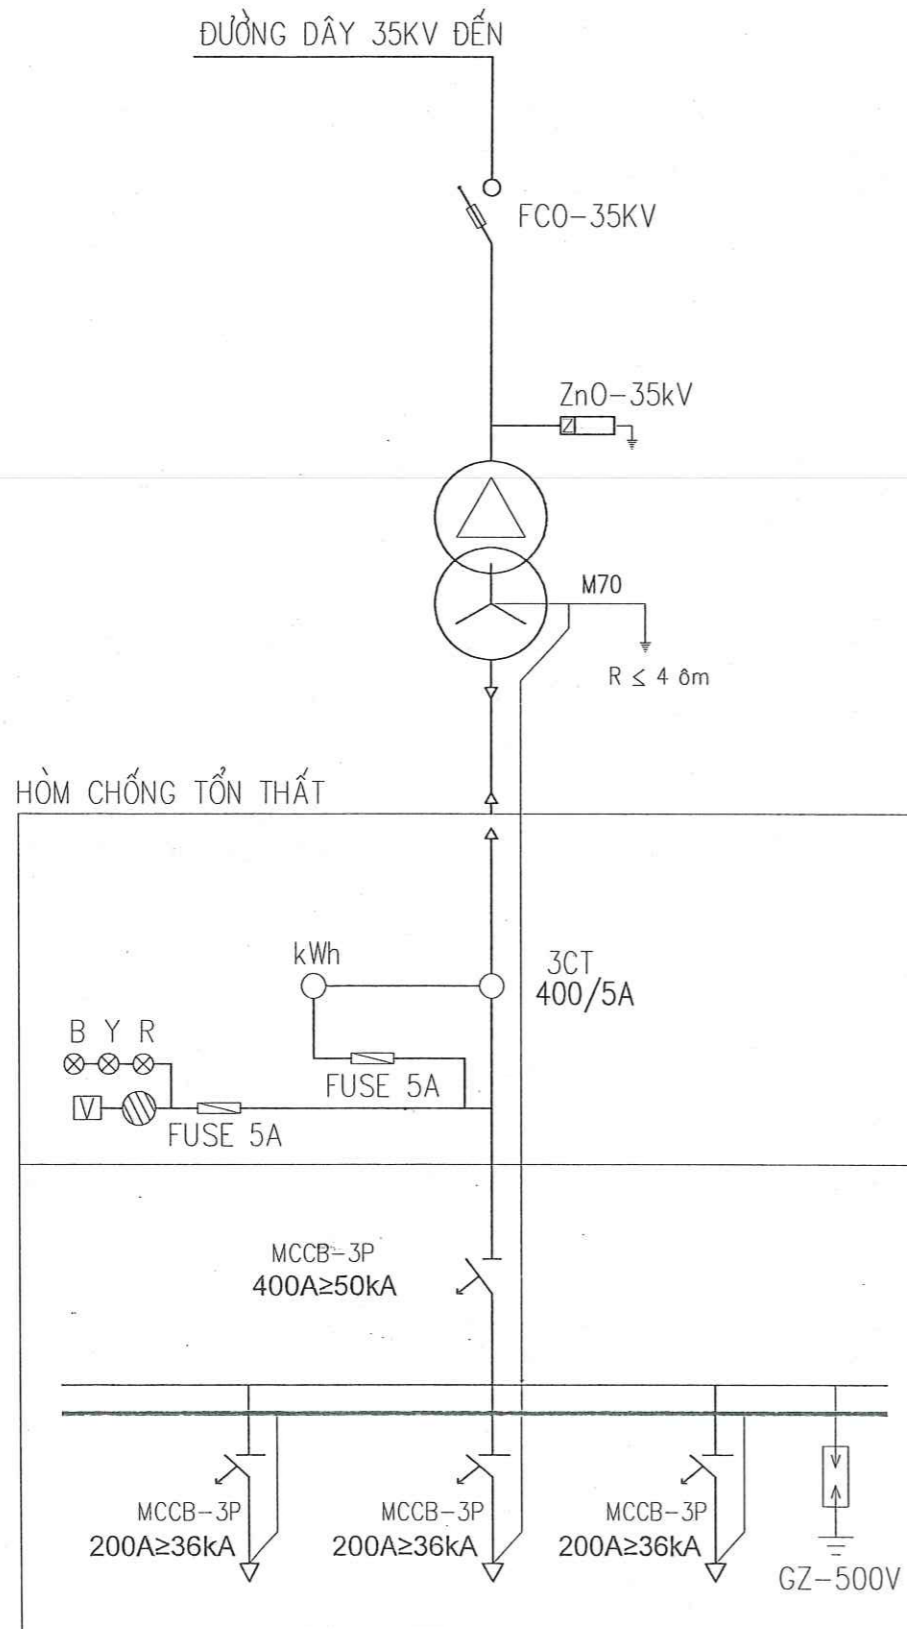 ĐƯỜNG DÂY 35KV ĐẾN
FCO-35KV
ZnO-35kV
M70
R ≤ 4 ôm
HÒM CHỐNG TỔN THẤT
kWh
3CT
400/5A
B Y R
FUSE 5A
V
FUSE 5A
MCCB-3P
400A≥50kA
MCCB-3P
200A≥36kA
MCCB-3P
200A≥36kA
MCCB-3P
200A≥36kA
GZ-500V